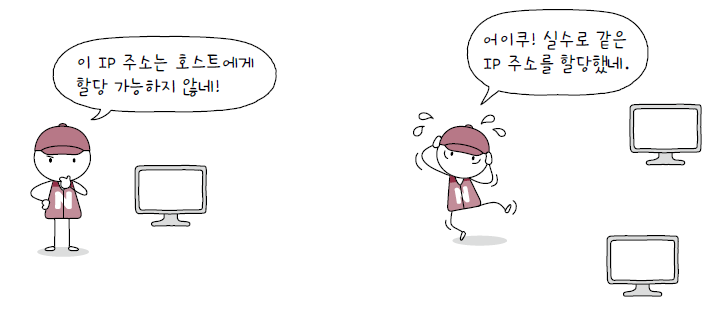 이 IP 주소는 호스트에게
할당 가능하지 않네!
어이쿠! 실수로 같은
IP 주소를 할당했네.
N
N